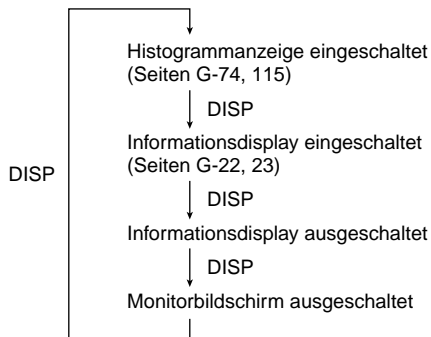 Histogrammanzeige eingeschaltet
(Seiten G-74, 115)
DISP
Informationsdisplay eingeschaltet
(Seiten G-22, 23)
DISP
DISP
Informationsdisplay ausgeschaltet
DISP
Monitorbildschirm ausgeschaltet